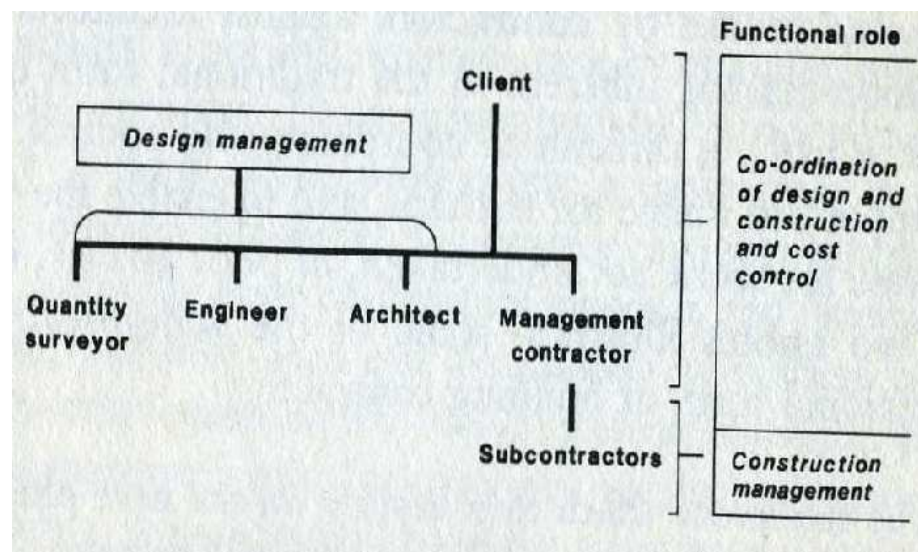 Functional role
Client
Design management
Co-ordination
of design and
construction
and cost
control
Quantity
surveyor
Engineer
Architect
Management
contractor
Subcontractors
Construction
management